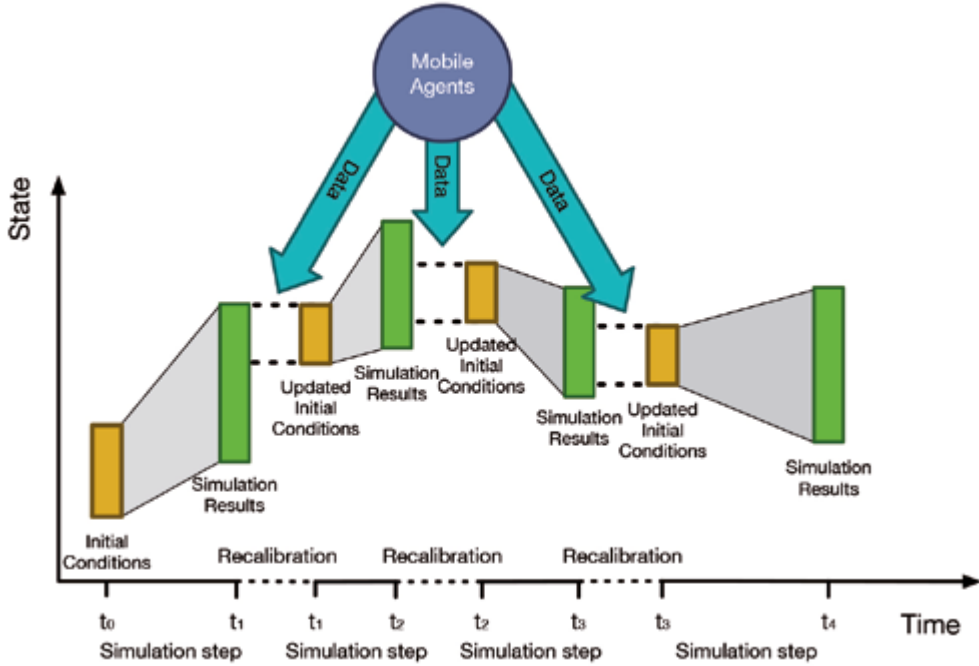 Mobile
Agents
Data
Data
Data
State
Updated
Initial
Conditions
Simulation
Results
Updated
Initial
Conditions
Simulation
Results
Updated
Initial
Conditions
Simulation
Results
Simulation
Results
Initial
Conditions
Recalibration
Recalibration
Recalibration
t0
t1
t1
t2
t2
t3
t3
t4
Time
Simulation step
Simulation step
Simulation step
Simulation step